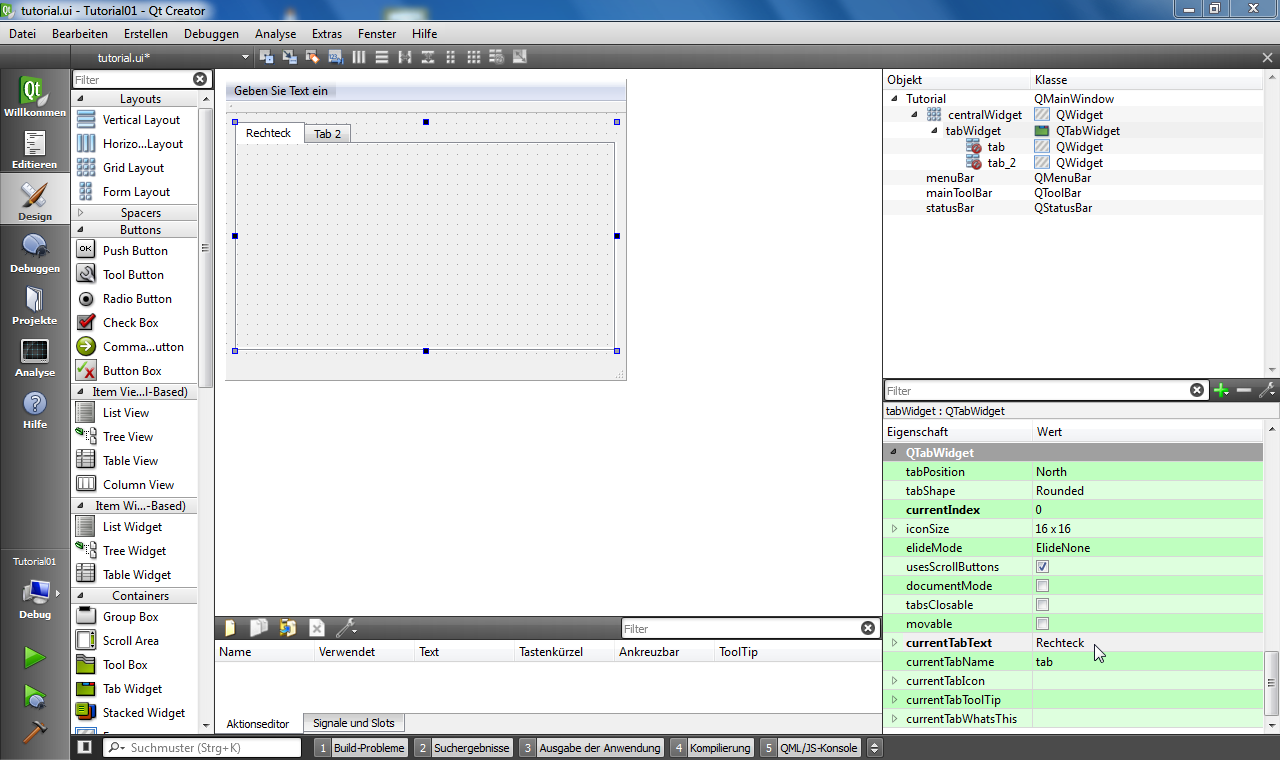 tutorial.ui - Tutorial01 - Qt Creator
Datei Bearbeiten Erstellen Debuggen Analyse Extras Fenster Hilfe
tutorial.ui*
Willkommen
Editieren
Design
Debuggen
Projekte
Analyse
Hilfe
Tutorial01
Debug
Filter
Layouts
Vertical Layout
Horizo...Layout
Grid Layout
Form Layout
Spacers
Buttons
OK Push Button
Tool Button
Radio Button
Check Box
Comma...utton
Button Box
Item Vie...l-Based)
List View
Tree View
Table View
Column View
Item Wi...-Based)
List Widget
Tree Widget
Table Widget
Containers
Group Box
Scroll Area
Tool Box
Tab Widget
Stacked Widget
Geben Sie Text ein
Rechteck Tab 2
Filter
Name Verwendet Text Tastenkürzel Ankreuzbar ToolTip
Aktionseditor Signale und Slots
Objekt Klasse
Tutorial QMainWindow
centralWidget QWidget
tabWidget QTabWidget
tab QWidget
tab_2 QWidget
menuBar QMenuBar
mainToolBar QToolBar
statusBar QStatusBar
Filter
tabWidget : QTabWidget
Eigenschaft Wert
QTabWidget
tabPosition North
tabShape Rounded
currentIndex 0
iconSize 16 x 16
elideMode ElideNone
usesScrollButtons
documentMode
tabsClosable
movable
currentTabText Rechteck
currentTabName tab
currentTabIcon
currentTabToolTip
currentTabWhatsThis
Suchmuster (Strg+K) 1 Build-Probleme 2 Suchergebnisse 3 Ausgabe der Anwendung 4 Kompilierung 5 QML/JS-Konsole